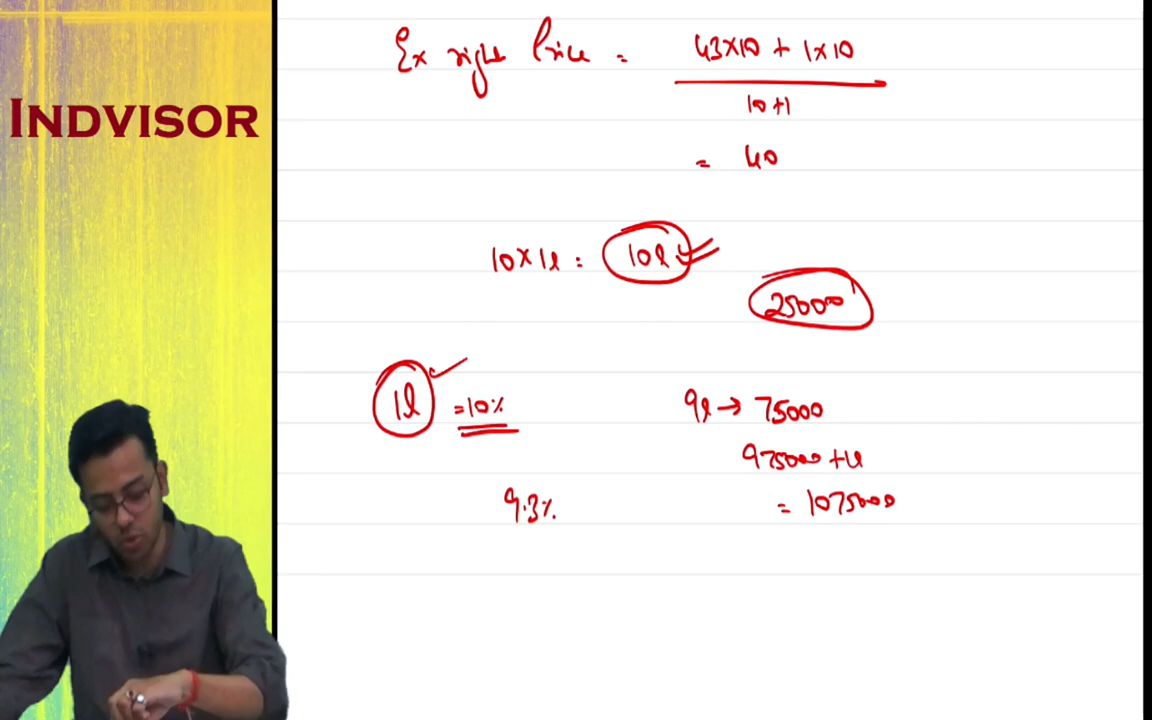 INDVISOR
Ex right Price = 43×10 + 1×10
10+1
= 40
10×1l = 10l
25000
1l = 10%
9l → 75000
975000 + 1l
9.3%
= 1075000